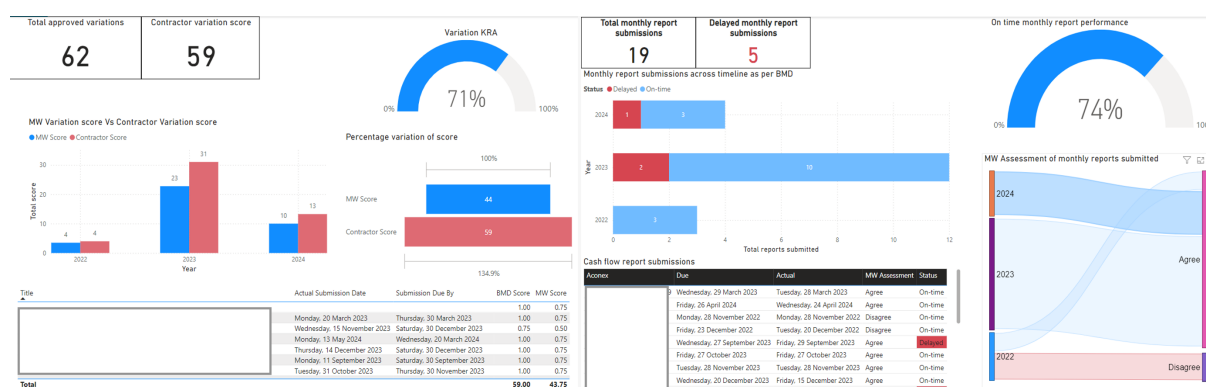 Total approved variations
62
Contractor variation score
59
Variation KRA
71%
0%
100%
MW Variation score Vs Contractor Variation score
MW Score Contractor Score
Total score
30
20
10
0
4
4
23
31
10
13
2022
2023
2024
Year
Percentage variation of score
100%
MW Score
44
Contractor Score
59
134.9%
Title Actual Submission Date Submission Due By BMD Score MW Score
1.00 0.75
Monday, 20 March 2023 Thursday, 30 March 2023 1.00 0.75
Wednesday, 15 November 2023 Saturday, 30 December 2023 0.75 0.50
Monday, 13 May 2024 Wednesday, 20 March 2024 1.00 0.75
Thursday, 14 December 2023 Saturday, 30 December 2023 1.00 0.75
Monday, 11 September 2023 Saturday, 30 September 2023 1.00 0.75
Tuesday, 31 October 2023 Thursday, 30 November 2023 1.00 0.75
Total 59.00 43.75
Total monthly report
submissions
19
Delayed monthly report
submissions
5
Monthly report submissions across timeline as per BMD
Status Delayed On-time
Year
2024
1
3
2023
2
10
2022
3
0
2
4
6
8
10
12
Total reports submitted
Cash flow report submissions
Aconex Due Actual MW Assessment Status
9 Wednesday, 29 March 2023 Tuesday, 28 March 2023 Agree On-time
Friday, 26 April 2024 Wednesday, 24 April 2024 Agree On-time
Monday, 28 November 2022 Monday, 28 November 2022 Disagree On-time
Friday, 23 December 2022 Tuesday, 20 December 2022 Disagree On-time
Wednesday, 27 September 2023 Friday, 29 September 2023 Agree Delayed
Friday, 27 October 2023 Friday, 27 October 2023 Agree On-time
Tuesday, 28 November 2023 Tuesday, 28 November 2023 Agree On-time
Wednesday, 20 December 2023 Friday, 15 December 2023 Agree On-time
On time monthly report performance
74%
0%
100
MW Assessment of monthly reports submitted
2024
2023
2022
Agree
Disagree